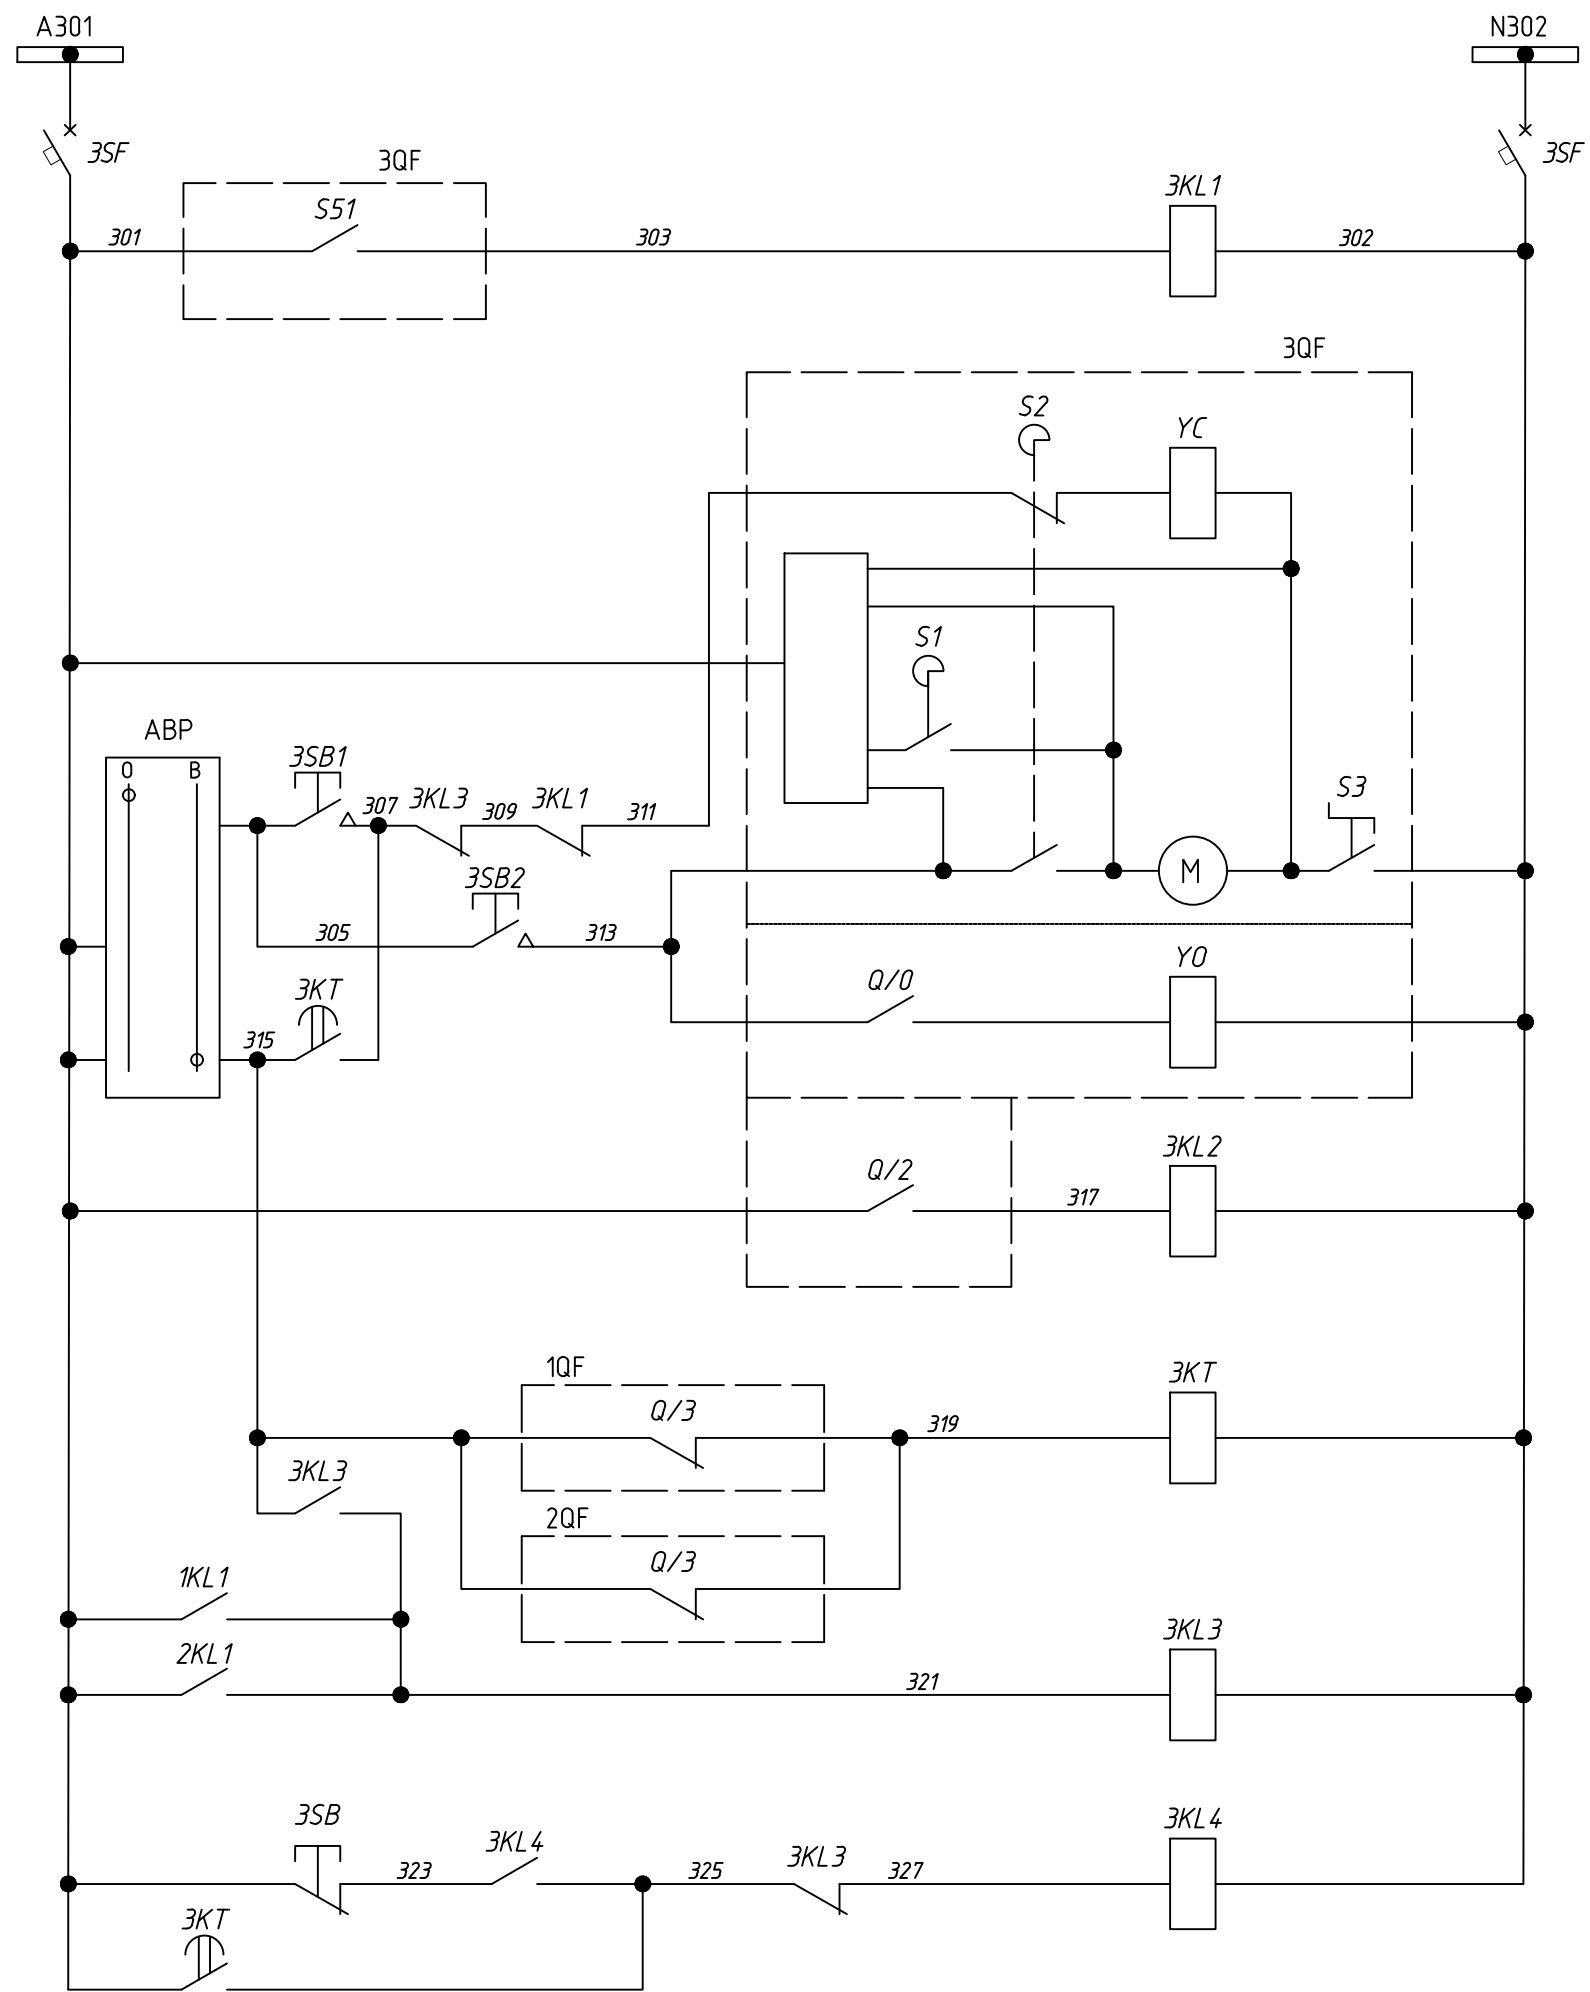 A301
N302
3SF
3SF
3QF
S51
3KL1
301
303
302
3QF
S2
YC
S1
АВР
О
В
3SB1
307
3KL3
309
3KL1
311
S3
M
3SB2
305
313
3KT
315
Q/0
YO
Q/2
317
3KL2
1QF
Q/3
319
3KT
3KL3
2QF
Q/3
1KL1
2KL1
321
3KL3
3SB
323
3KL4
325
3KL3
327
3KL4
3KT